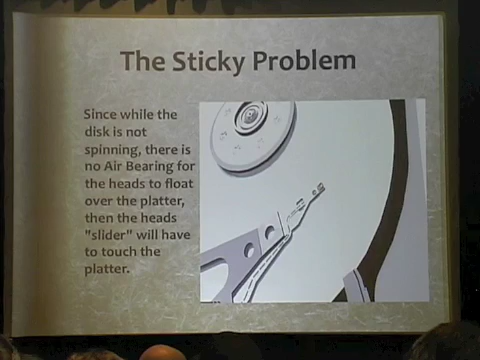 The Sticky Problem
Since while the
disk is not
spinning, there is
no Air Bearing for
the heads to float
over the platter,
then the heads
"slider" will have
to touch the
platter.